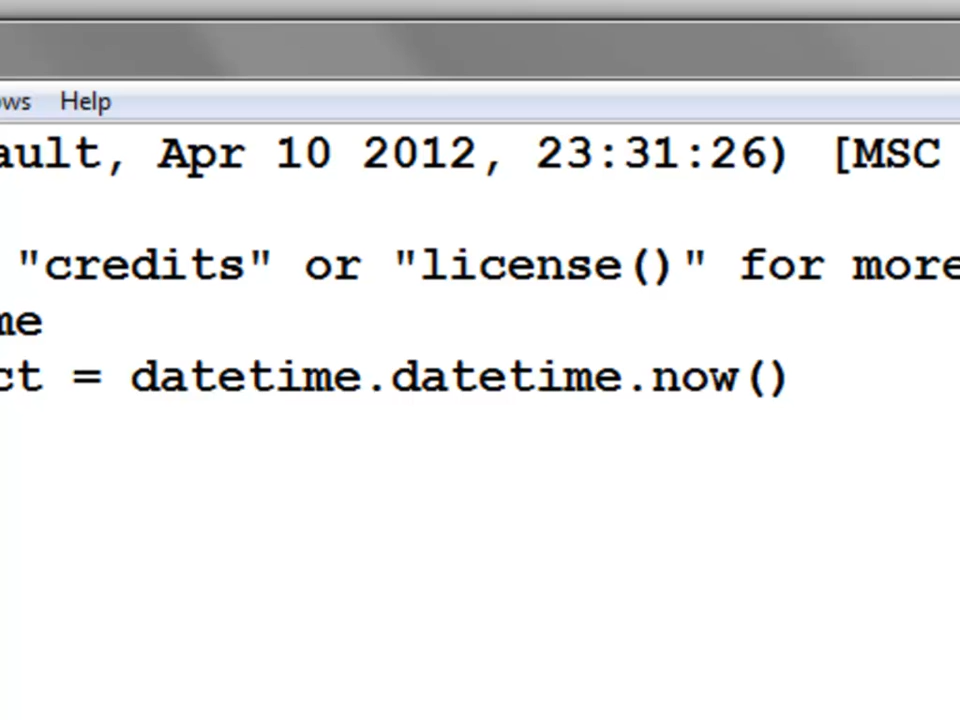 ows Help
ault, Apr 10 2012, 23:31:26) [MSC
"credits" or "license()" for more
me
ct = datetime.datetime.now()